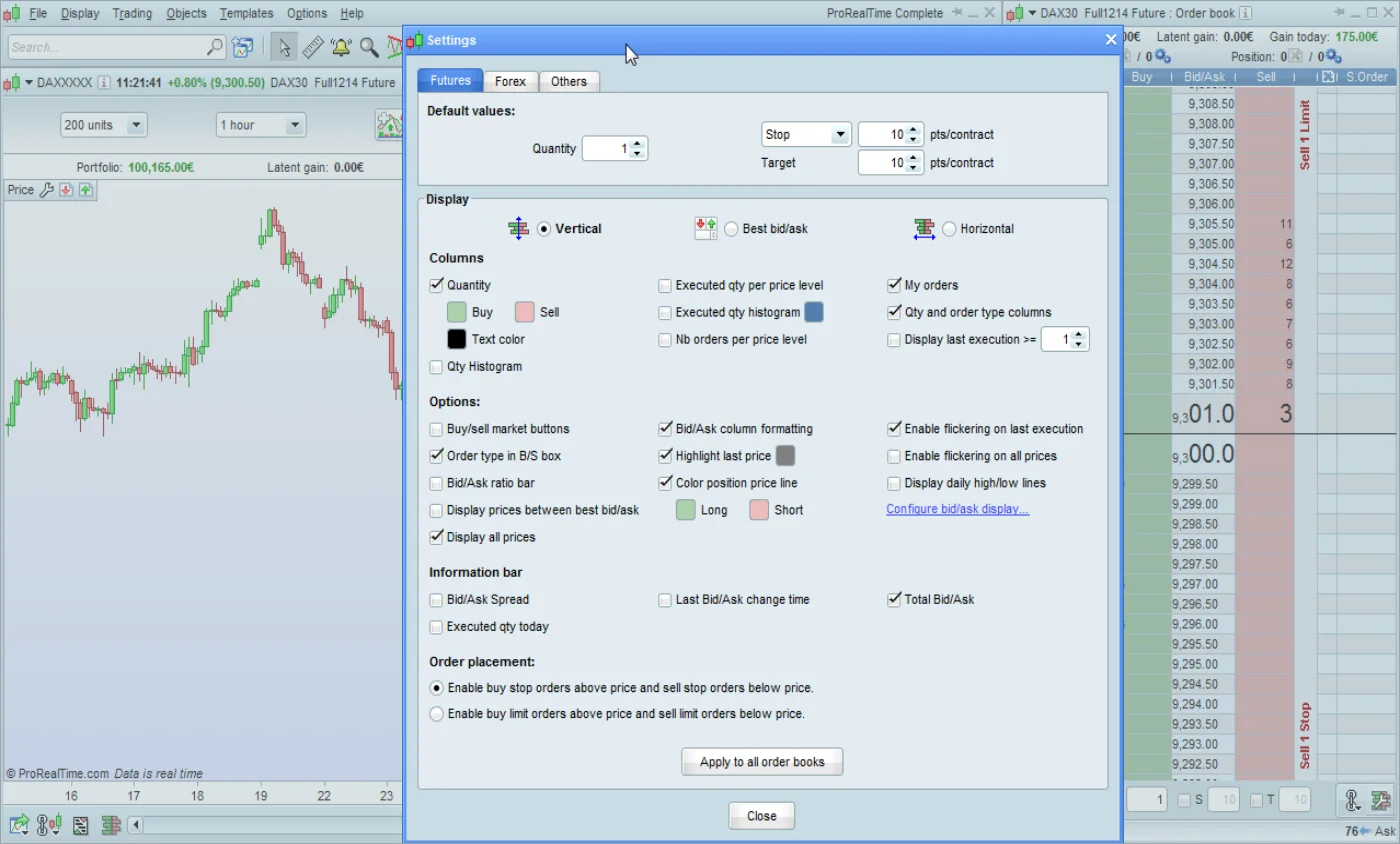 File Display Trading Objects Templates Options Help
ProRealTime Complete
DAX30 Full1214 Future : Order book
Search...
DAXXXXX 11:21:41 +0.80% (9,300.50) DAX30 Full1214 Future
200 units 1 hour
Portfolio: 100,165.00€ Latent gain: 0.00€
Price
© ProRealTime.com Data is real time
16 17 18 19 22 23
Settings
Futures Forex Others
Default values:
Quantity 1
Stop 10 pts/contract
Target 10 pts/contract
Display
Vertical Best bid/ask Horizontal
Columns
Quantity Executed qty per price level My orders
Buy Sell Executed qty histogram Qty and order type columns
Text color Nb orders per price level Display last execution >= 1
Qty Histogram
Options:
Buy/sell market buttons Bid/Ask column formatting Enable flickering on last execution
Order type in B/S box Highlight last price Enable flickering on all prices
Bid/Ask ratio bar Color position price line Display daily high/low lines
Display prices between best bid/ask Long Short Configure bid/ask display...
Display all prices
Information bar
Bid/Ask Spread Last Bid/Ask change time Total Bid/Ask
Executed qty today
Order placement:
Enable buy stop orders above price and sell stop orders below price.
Enable buy limit orders above price and sell limit orders below price.
Apply to all order books
Close
0€ Latent gain: 0.00€ Gain today: 175.00€
/ 0 Position: 0 / 0
Buy Bid/Ask Sell S.Order
9,308.50
9,308.00
9,307.50
9,307.00
9,306.50
9,306.00
9,305.50 11
9,305.00 6
9,304.50 12
9,304.00 8
9,303.50 6
9,303.00 7
9,302.50 6
9,302.00 9
9,301.50 8
9,301.0 3
9,300.0
9,299.50
9,299.00
9,298.50
9,298.00
9,297.50
9,297.00
9,296.50
9,296.00
9,295.50
9,295.00
9,294.50
9,294.00
9,293.50
9,293.00
9,292.50
Sell 1 Limit
Sell 1 Stop
1 S 10 T 10
76 Ask